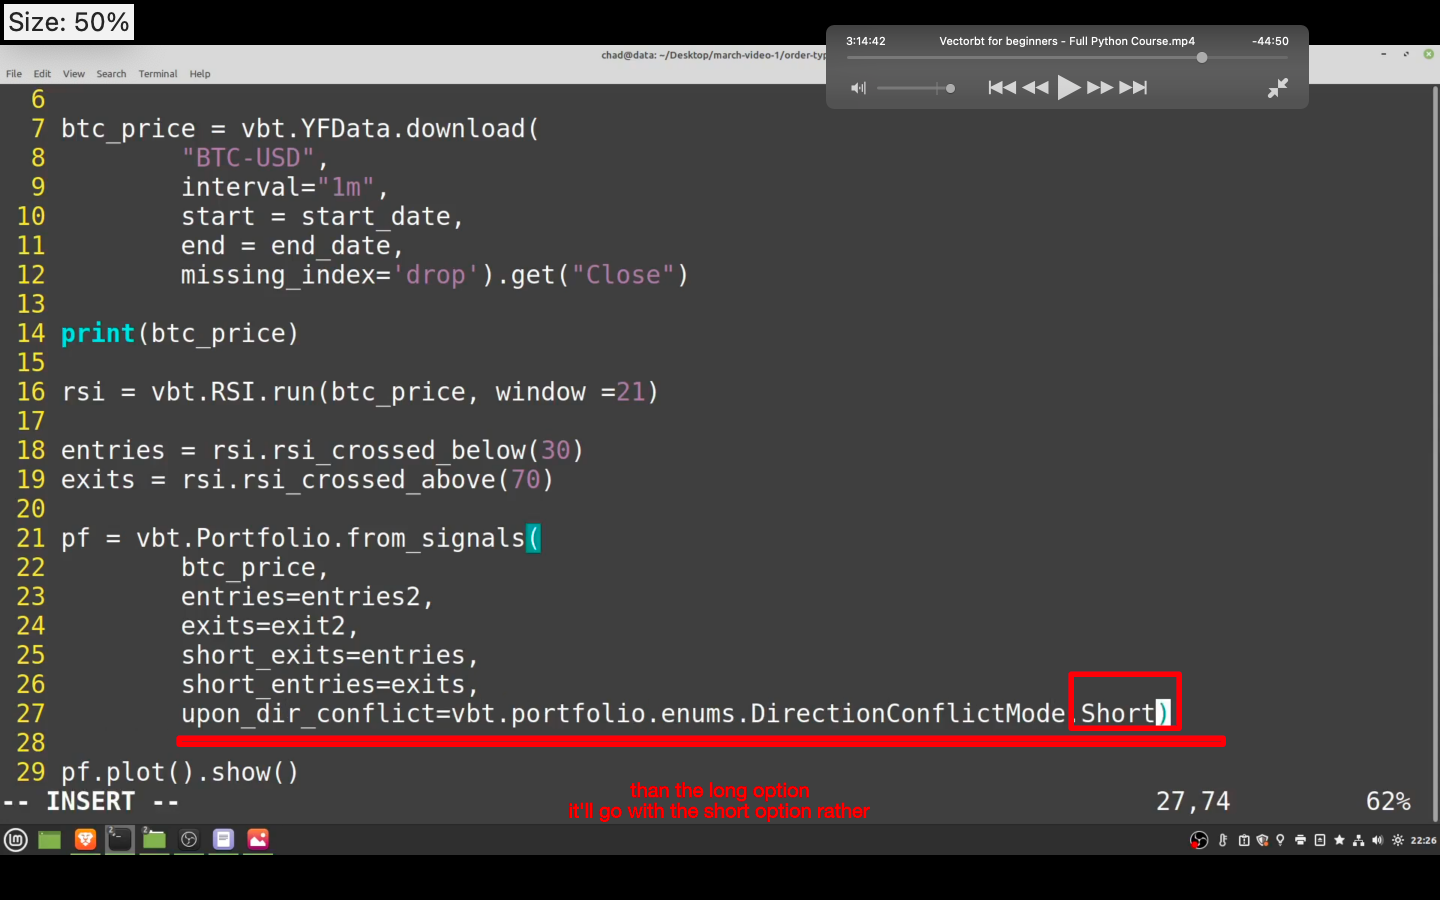 Size: 50%
chad@data: ~/Desktop/march-video-1/order-typ
3:14:42 Vectorbt for beginners - Full Python Course.mp4 -44:50
File Edit View Search Terminal Help
6
7 btc_price = vbt.YFData.download(
8 "BTC-USD",
9 interval="1m",
10 start = start_date,
11 end = end_date,
12 missing_index='drop').get("Close")
13
14 print(btc_price)
15
16 rsi = vbt.RSI.run(btc_price, window =21)
17
18 entries = rsi.rsi_crossed_below(30)
19 exits = rsi.rsi_crossed_above(70)
20
21 pf = vbt.Portfolio.from_signals(
22 btc_price,
23 entries=entries2,
24 exits=exit2,
25 short_exits=entries,
26 short_entries=exits,
27 upon_dir_conflict=vbt.portfolio.enums.DirectionConflictMode.Short)
28
29 pf.plot().show()
than the long option
it'll go with the short option rather
-- INSERT -- 27,74 62%
22:26